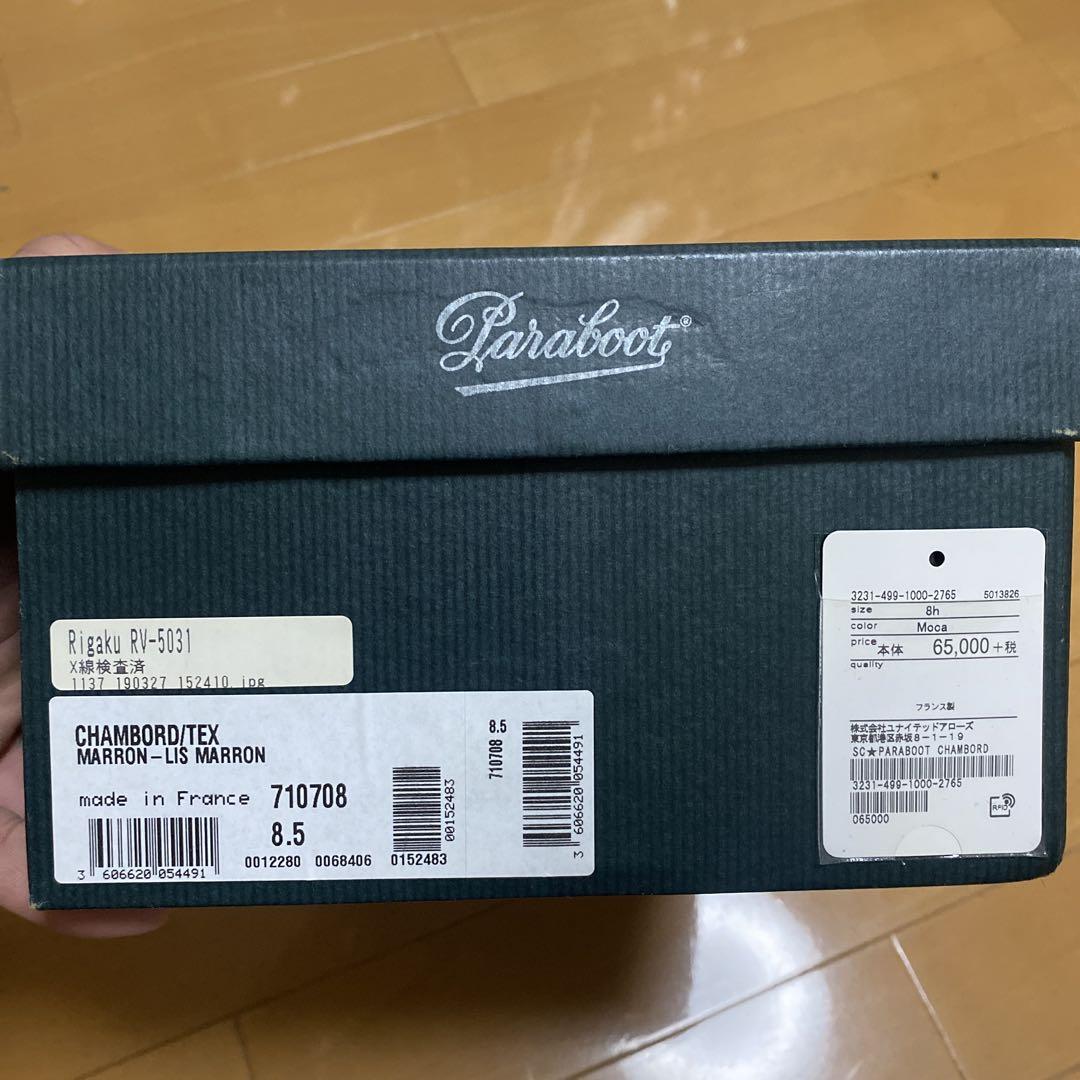 Paraboot®
Rigaku RV-5031
X線検査済
1137 190327 152410.jpg
CHAMBORD/TEX
MARRON-LIS MARRON
made in France 710708
8.5
3 606620 054491
0012280 0068406 0152483
00152483
710708 8.5
3 606620 054491
3231-499-1000-2765 5013826
size 8h
color Moca
price 本体 65,000+税
quality
フランス製
株式会社ユナイテッドアローズ
東京都港区赤坂8-1-19
SC★PARABOOT CHAMBORD
3231-499-1000-2765
065000
RFID